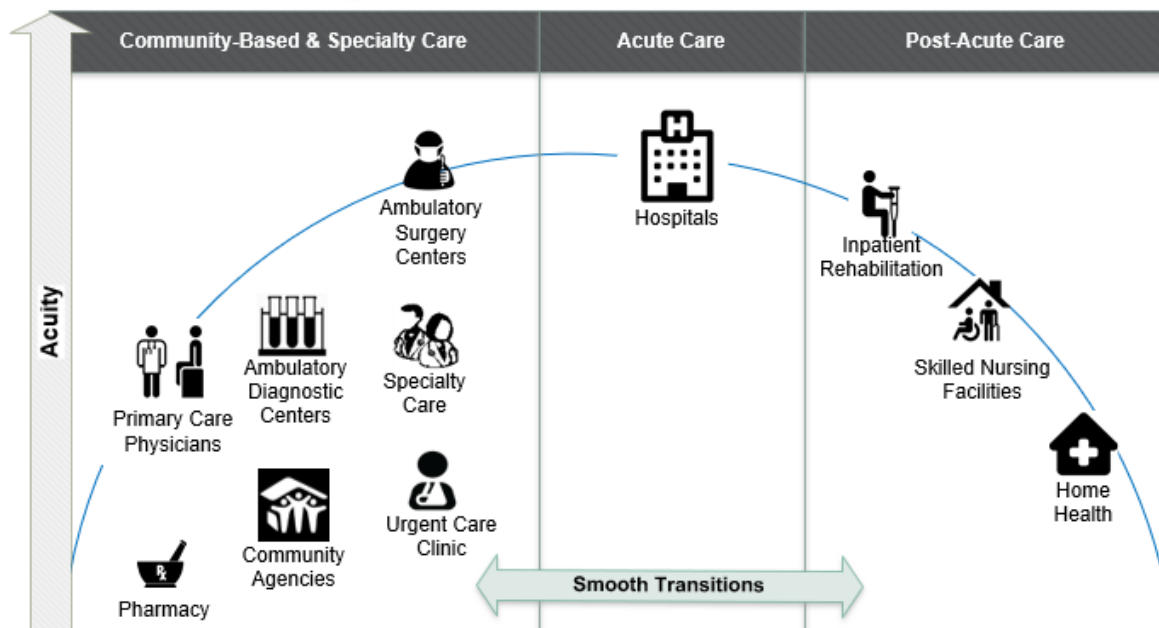 Community-Based & Specialty Care
Acute Care
Post-Acute Care
Acuity
H
Ambulatory
Surgery
Centers
Hospitals
Inpatient
Rehabilitation
Primary Care
Physicians
Ambulatory
Diagnostic
Centers
Specialty
Care
Skilled Nursing
Facilities
Home
Health
Rx
Pharmacy
Community
Agencies
Urgent Care
Clinic
Smooth Transitions